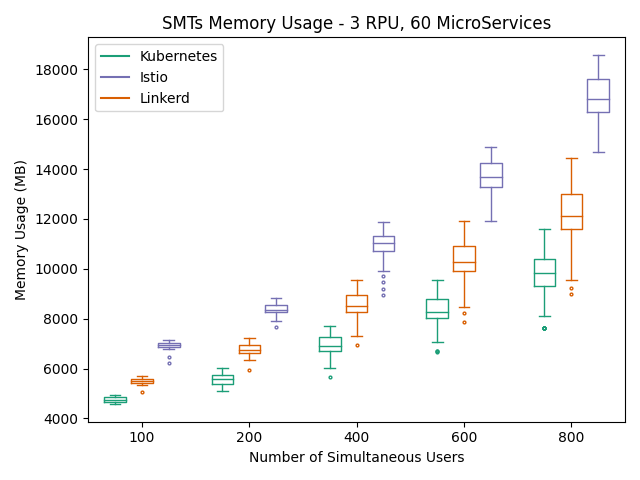 SMTs Memory Usage - 3 RPU, 60 MicroServices
Kubernetes
Istio
Linkerd
Memory Usage (MB)
18000
16000
14000
12000
10000
8000
6000
4000
100 200 400 600 800
Number of Simultaneous Users